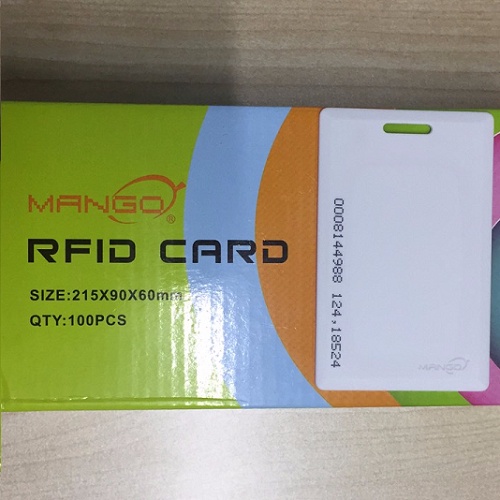 MANGO®
RFID CARD
SIZE:215X90X60mm
QTY:100PCS
0008144988 124,18524
MANGO